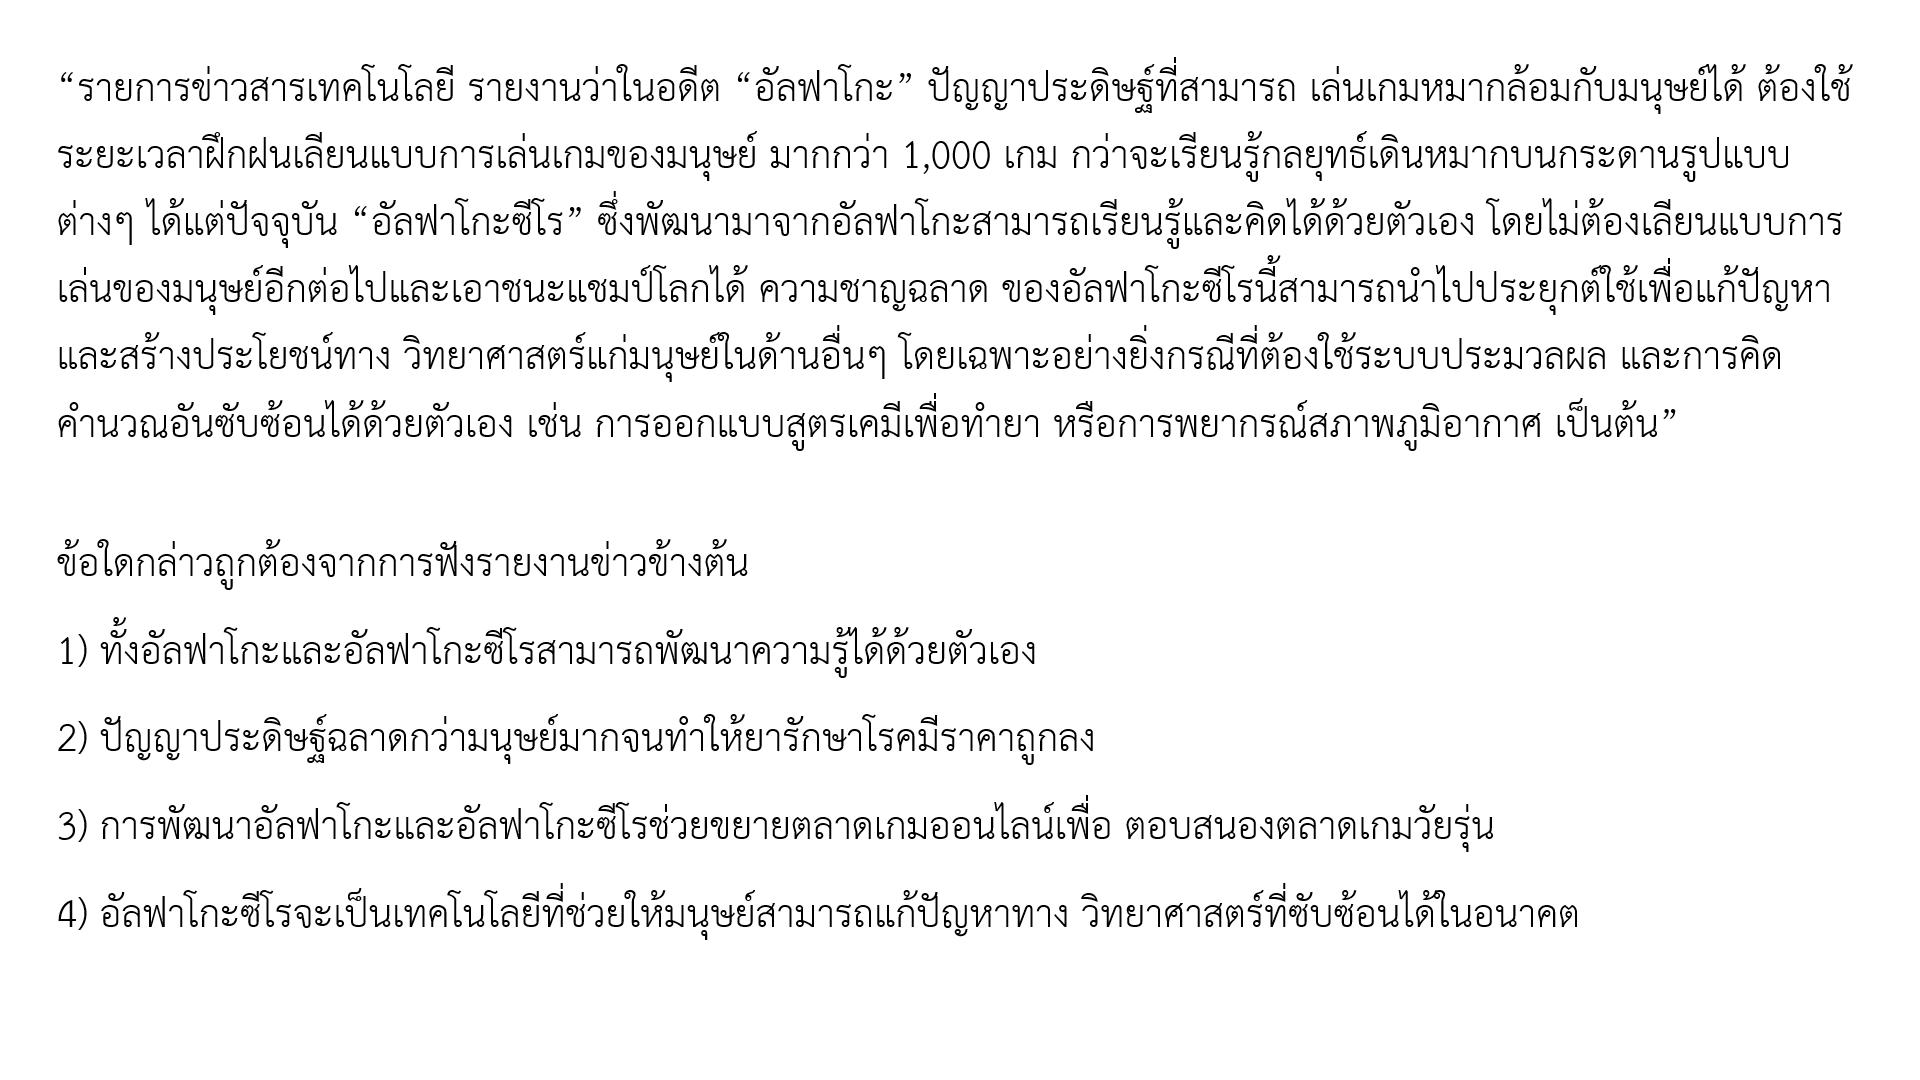 “รายการข่าวสารเทคโนโลยี รายงานว่าในอดีต “อัลฟาโกะ” ปัญญาประดิษฐ์ที่สามารถ เล่นเกมหมากล้อมกับมนุษย์ได้ ต้องใช้
ระยะเวลาฝึกฝนเลียนแบบการเล่นเกมของมนุษย์ มากกว่า 1,000 เกม กว่าจะเรียนรู้กลยุทธ์เดินหมากบนกระดานรูปแบบ
ต่างๆ ได้แต่ปัจจุบัน “อัลฟาโกะซีโร” ซึ่งพัฒนามาจากอัลฟาโกะสามารถเรียนรู้และคิดได้ด้วยตัวเอง โดยไม่ต้องเลียนแบบการ
เล่นของมนุษย์อีกต่อไปและเอาชนะแชมป์โลกได้ ความชาญฉลาด ของอัลฟาโกะซีโรนี้สามารถนำไปประยุกต์ใช้เพื่อแก้ปัญหา
และสร้างประโยชน์ทาง วิทยาศาสตร์แก่มนุษย์ในด้านอื่นๆ โดยเฉพาะอย่างยิ่งกรณีที่ต้องใช้ระบบประมวลผล และการคิด
คำนวณอันซับซ้อนได้ด้วยตัวเอง เช่น การออกแบบสูตรเคมีเพื่อทำยา หรือการพยากรณ์สภาพภูมิอากาศ เป็นต้น”
ข้อใดกล่าวถูกต้องจากการฟังรายงานข่าวข้างต้น
1) ทั้งอัลฟาโกะและอัลฟาโกะซีโรสามารถพัฒนาความรู้ได้ด้วยตัวเอง
2) ปัญญาประดิษฐ์ฉลาดกว่ามนุษย์มากจนทำให้ยารักษาโรคมีราคาถูกลง
3) การพัฒนาอัลฟาโกะและอัลฟาโกะซีโรช่วยขยายตลาดเกมออนไลน์เพื่อ ตอบสนองตลาดเกมวัยรุ่น
4) อัลฟาโกะซีโรจะเป็นเทคโนโลยีที่ช่วยให้มนุษย์สามารถแก้ปัญหาทาง วิทยาศาสตร์ที่ซับซ้อนได้ในอนาคต